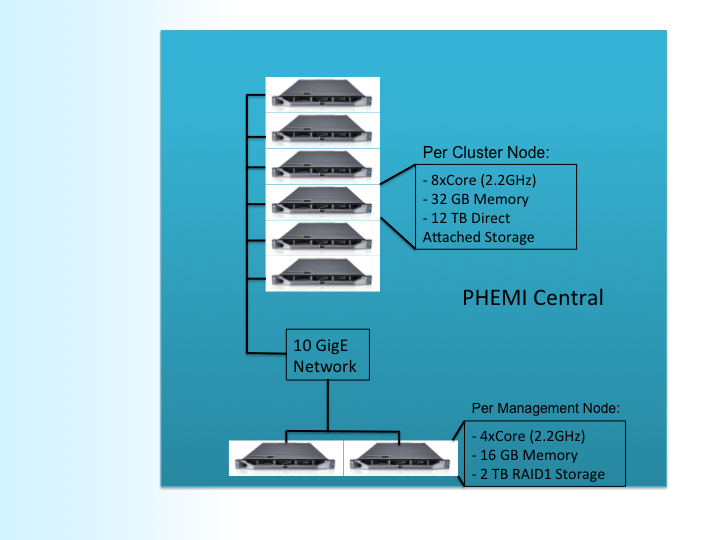 Per Cluster Node:
- 8xCore (2.2GHz)
- 32 GB Memory
- 12 TB Direct
Attached Storage
PHEMI Central
10 GigE
Network
Per Management Node:
- 4xCore (2.2GHz)
- 16 GB Memory
- 2 TB RAID1 Storage